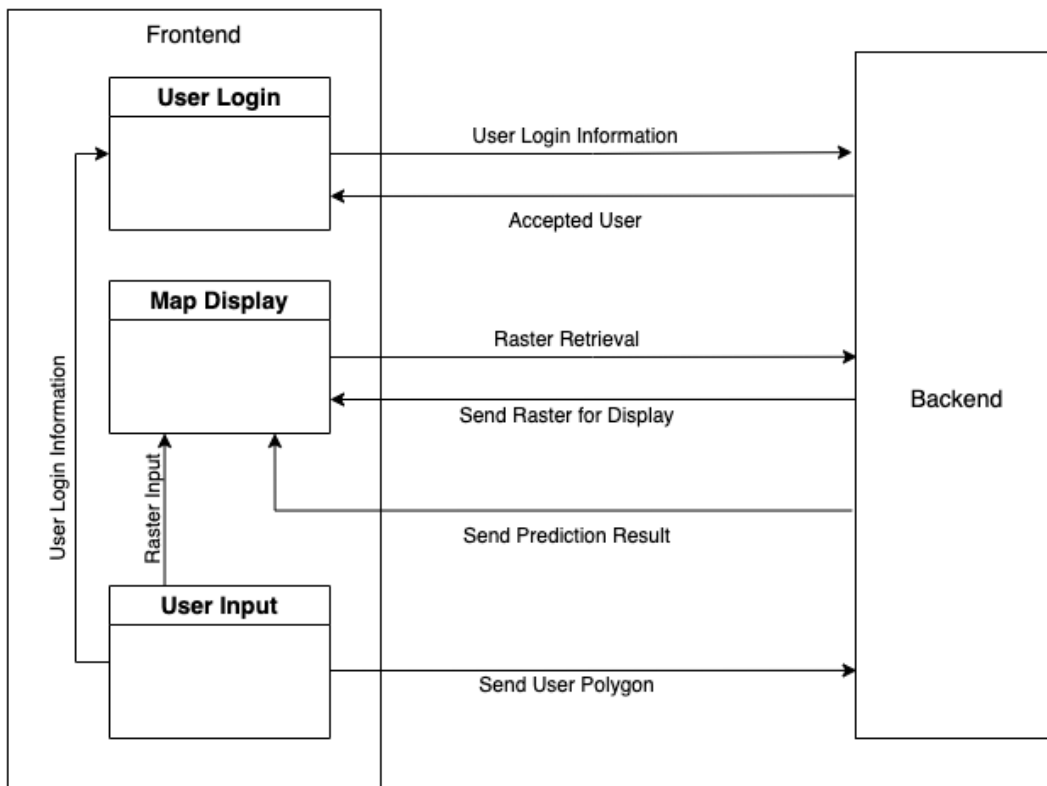 Frontend
User Login
User Login Information
Accepted User
Map Display
Raster Retrieval
Send Raster for Display
Backend
User Login Information
Raster Input
Send Prediction Result
User Input
Send User Polygon